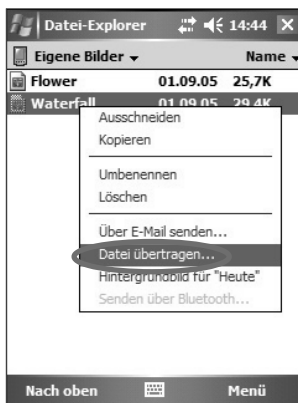 Datei-Explorer 14:44
Eigene Bilder Name
Flower 01.09.05 25,7K
Waterfall 01.09.05 29,4K
Ausschneiden
Kopieren
Umbenennen
Löschen
Über E-Mail senden...
Datei übertragen...
Hintergrundbild für "Heute"
Senden über Bluetooth...
Nach oben Menü